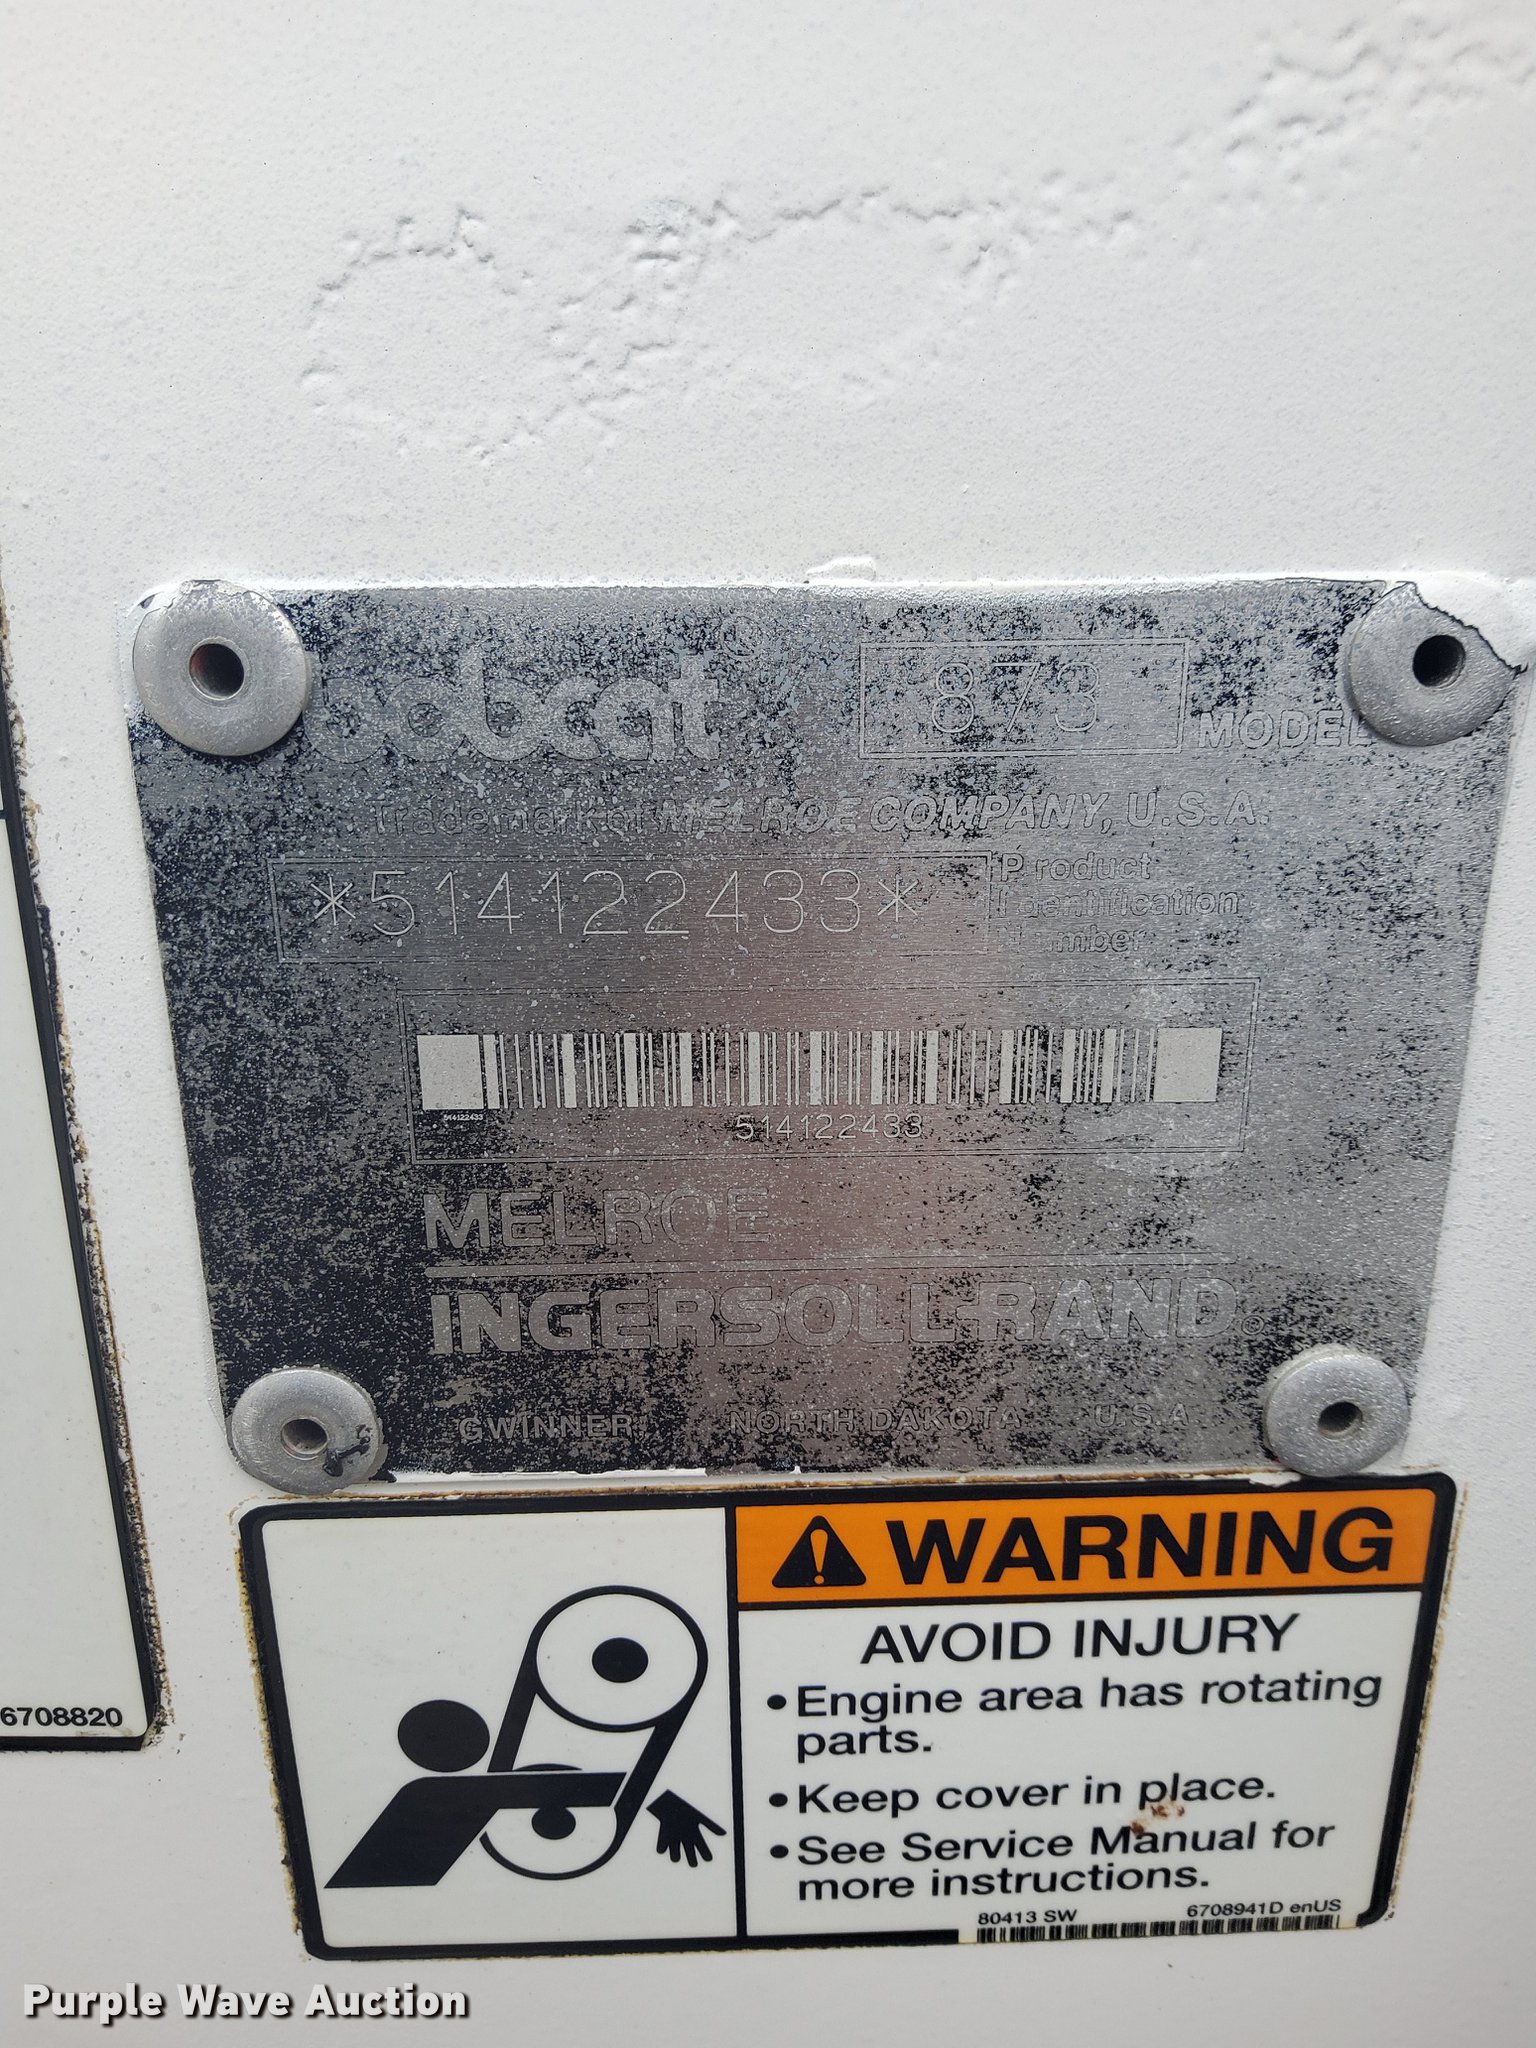 bobcat®
873
MODEL
Trademark of MELROE COMPANY, U.S.A.
*514122433*
Product
Identification
Number
514122433
514122433
MELROE
INGERSOLL-RAND®
GWINNER, NORTH DAKOTA U.S.A.
6708820
WARNING
AVOID INJURY
•Engine area has rotating
parts.
•Keep cover in place.
•See Service Manual for
more instructions.
80413 SW 6708941D enUS
Purple Wave Auction